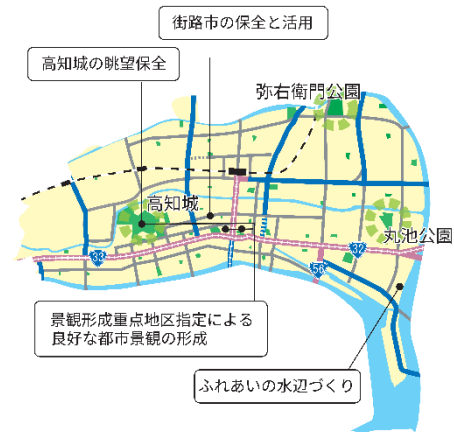 街路市の保全と活用
高知城の眺望保全
弥右衛門公園
高知城
丸池公園
33
32
56
景観形成重点地区指定による
良好な都市景観の形成
ふれあいの水辺づくり